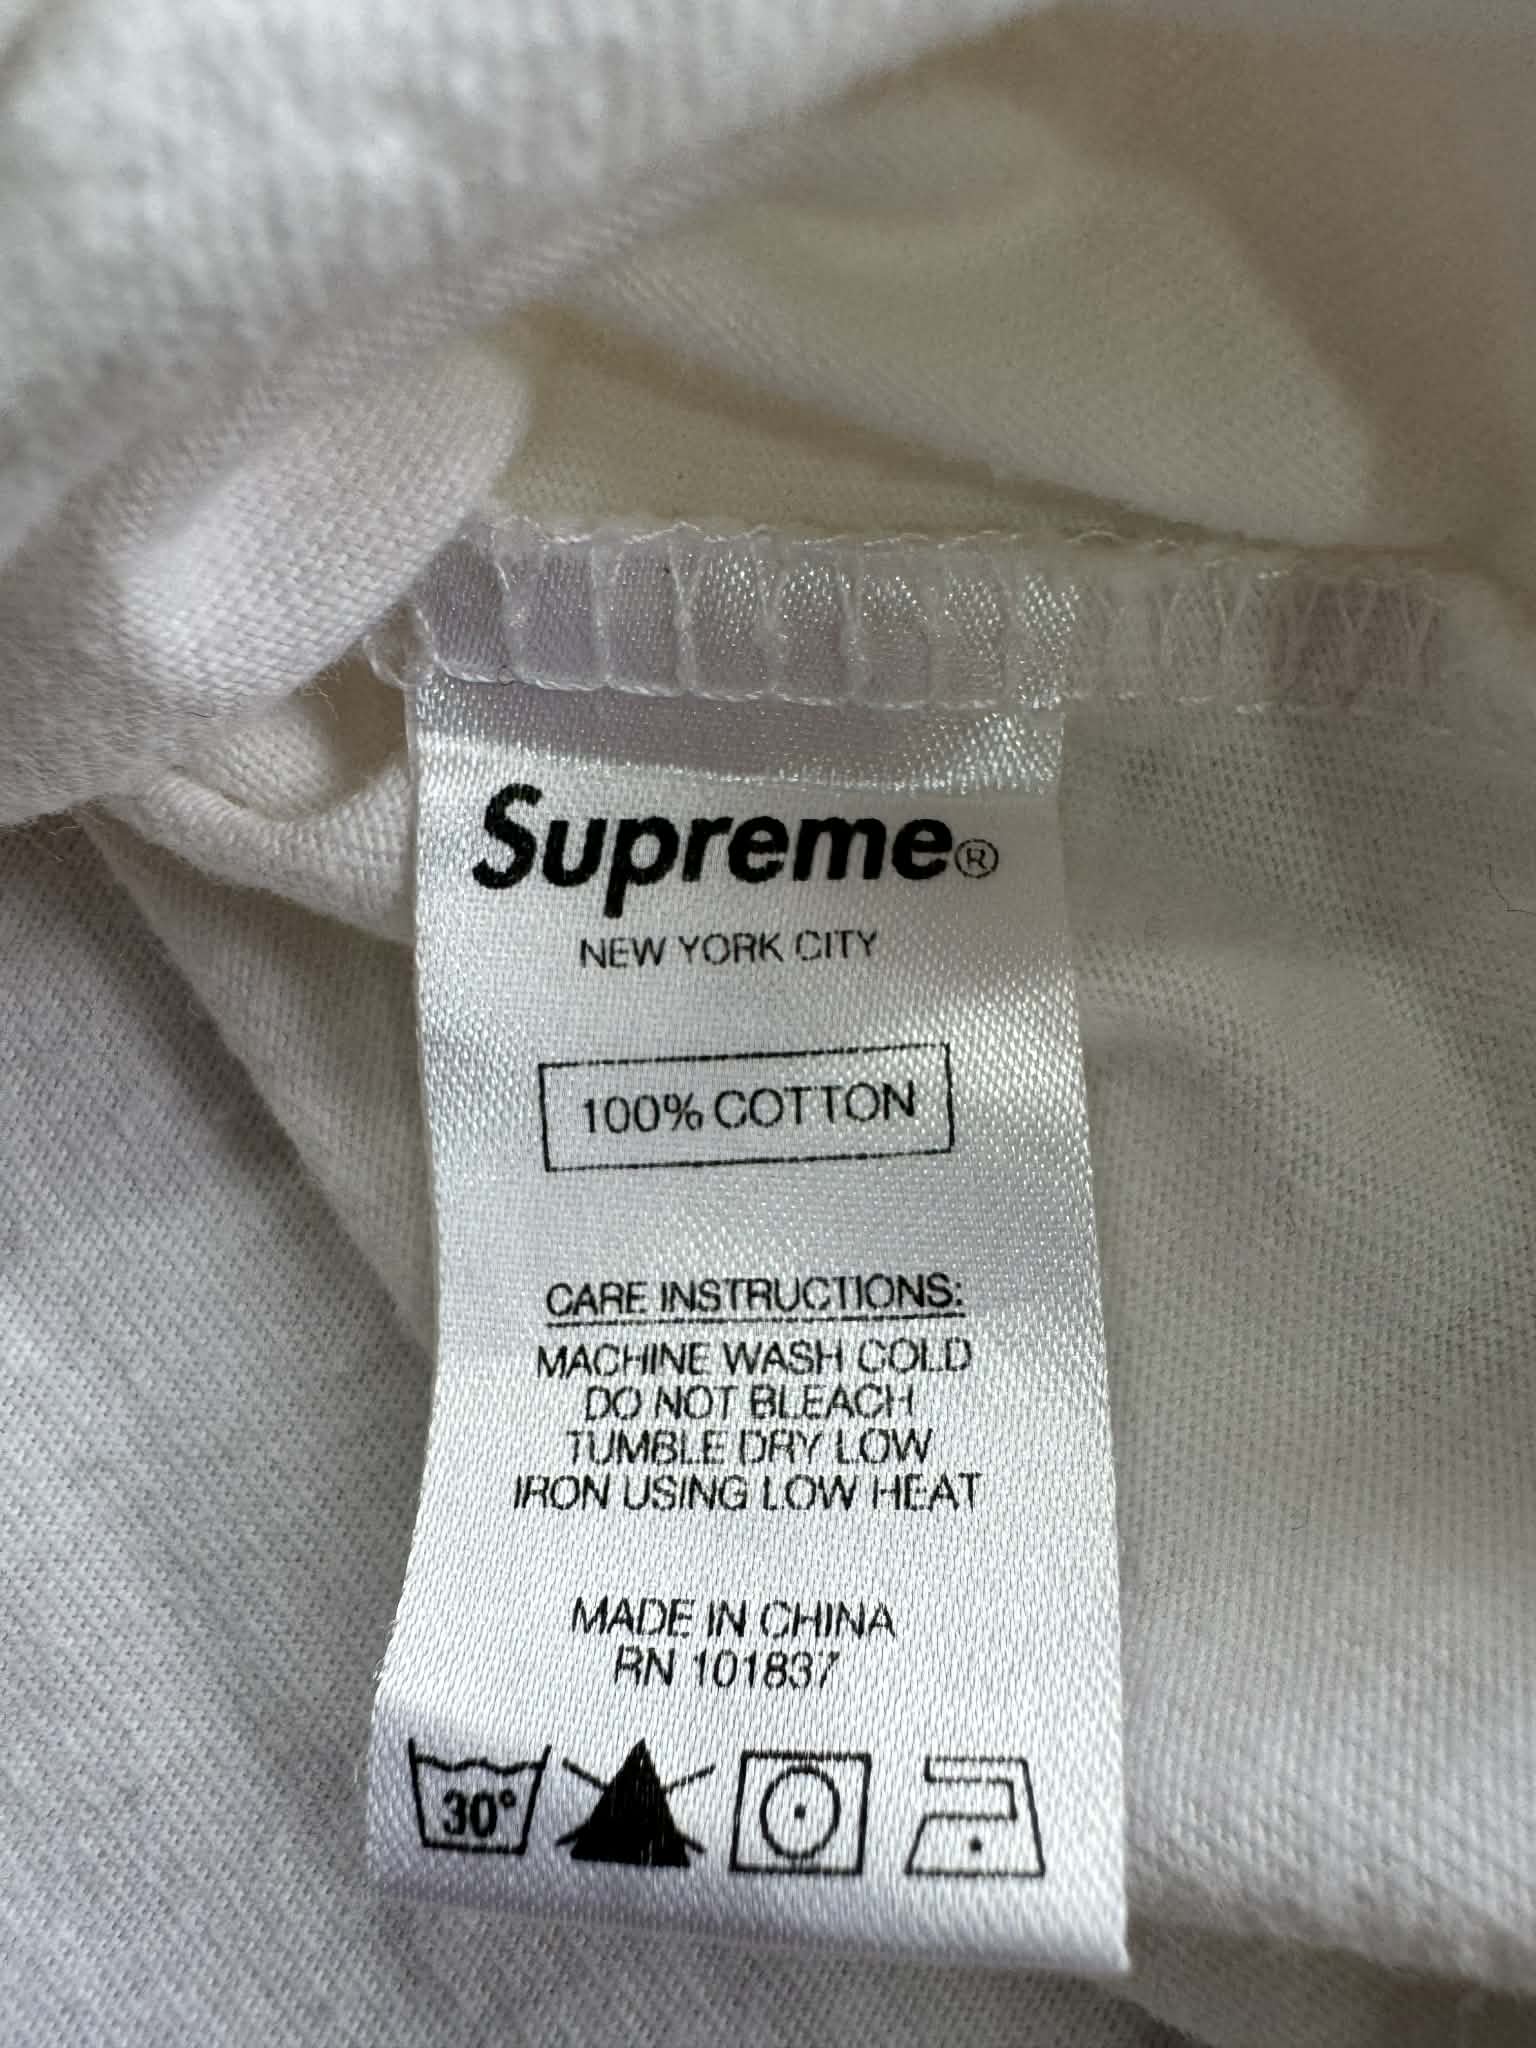 Supreme®
NEW YORK CITY
100% COTTON
CARE INSTRUCTIONS:
MACHINE WASH COLD
DO NOT BLEACH
TUMBLE DRY LOW
IRON USING LOW HEAT
MADE IN CHINA
RN 101837
30°